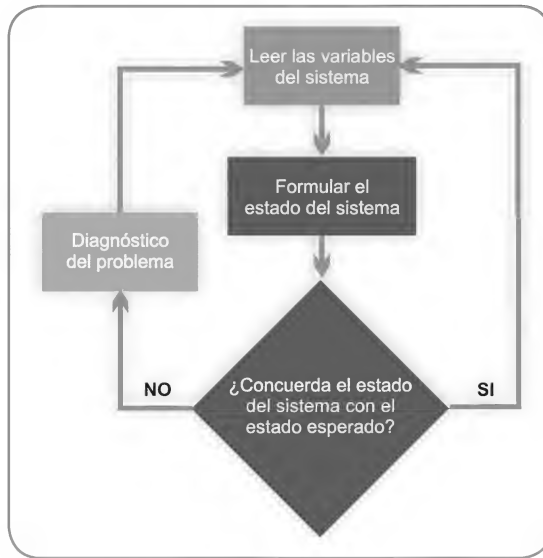 Leer las variables
del sistema
Formular el
estado del sistema
Diagnóstico
del problema
¿Concuerda el estado
del sistema con el
estado esperado?
NO
SI